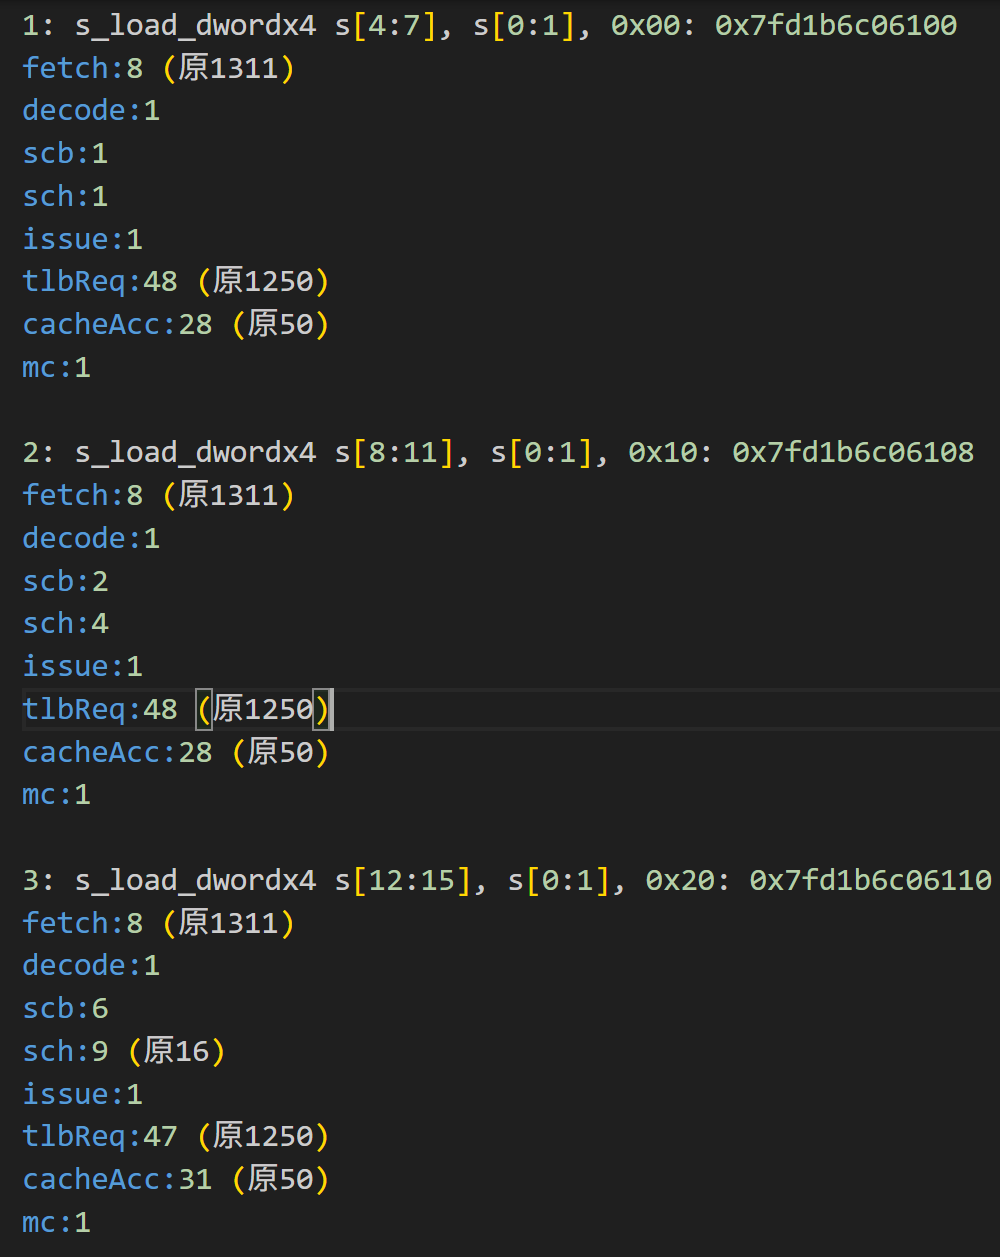 1: s_load_dwordx4 s[4:7], s[0:1], 0x00: 0x7fd1b6c06100
fetch:8 (原1311)
decode:1
scb:1
sch:1
issue:1
tlbReq:48 (原1250)
cacheAcc:28 (原50)
mc:1
2: s_load_dwordx4 s[8:11], s[0:1], 0x10: 0x7fd1b6c06108
fetch:8 (原1311)
decode:1
scb:2
sch:4
issue:1
tlbReq:48 (原1250)
cacheAcc:28 (原50)
mc:1
3: s_load_dwordx4 s[12:15], s[0:1], 0x20: 0x7fd1b6c06110
fetch:8 (原1311)
decode:1
scb:6
sch:9 (原16)
issue:1
tlbReq:47 (原1250)
cacheAcc:31 (原50)
mc:1